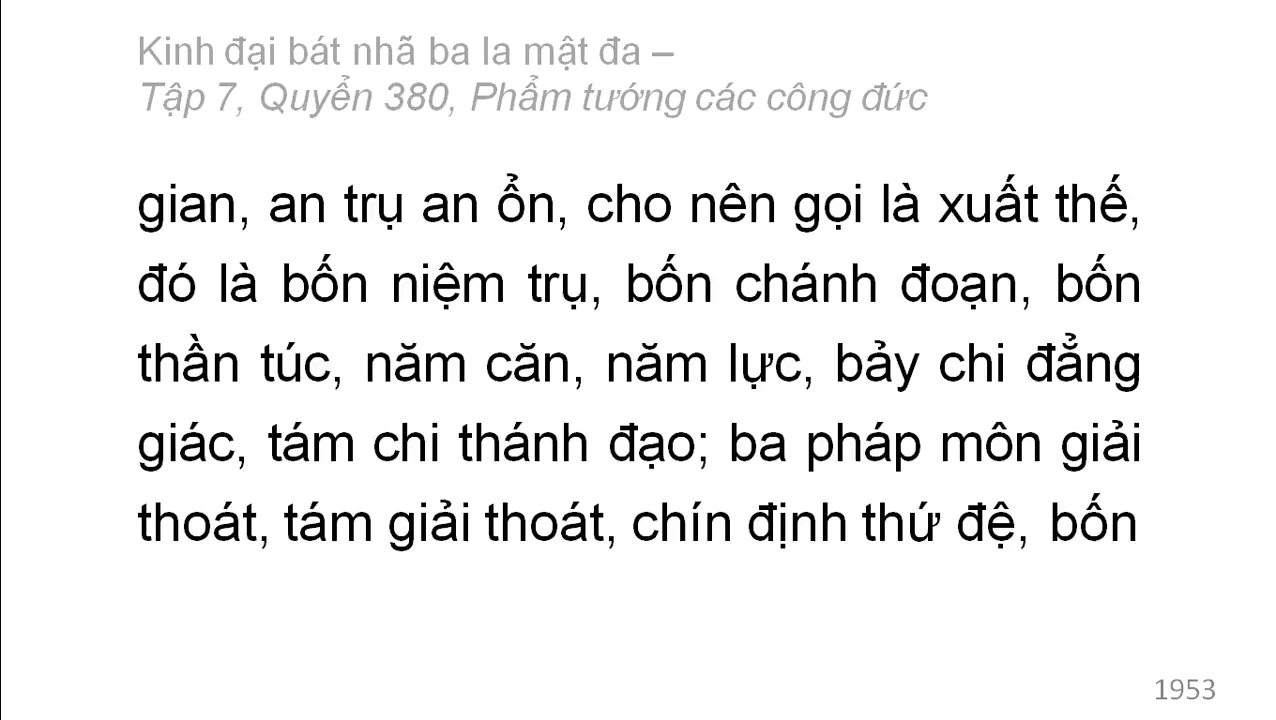 Kinh đại bát nhã ba la mật đa –
Tập 7, Quyển 380, Phẩm tướng các công đức
gian, an trụ an ổn, cho nên gọi là xuất thế,
đó là bốn niệm trụ, bốn chánh đoạn, bốn
thần túc, năm căn, năm lực, bảy chi đẳng
giác, tám chi thánh đạo; ba pháp môn giải
thoát, tám giải thoát, chín định thứ đệ, bốn
1953